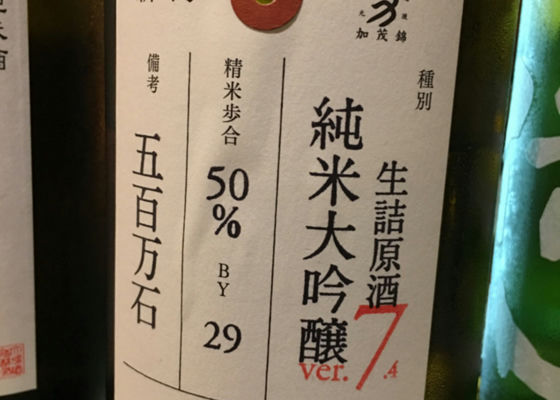 加茂錦
種別
生詰原酒
純米大吟醸
ver.7.4
精米歩合
50%
BY
29
備考
五百万石